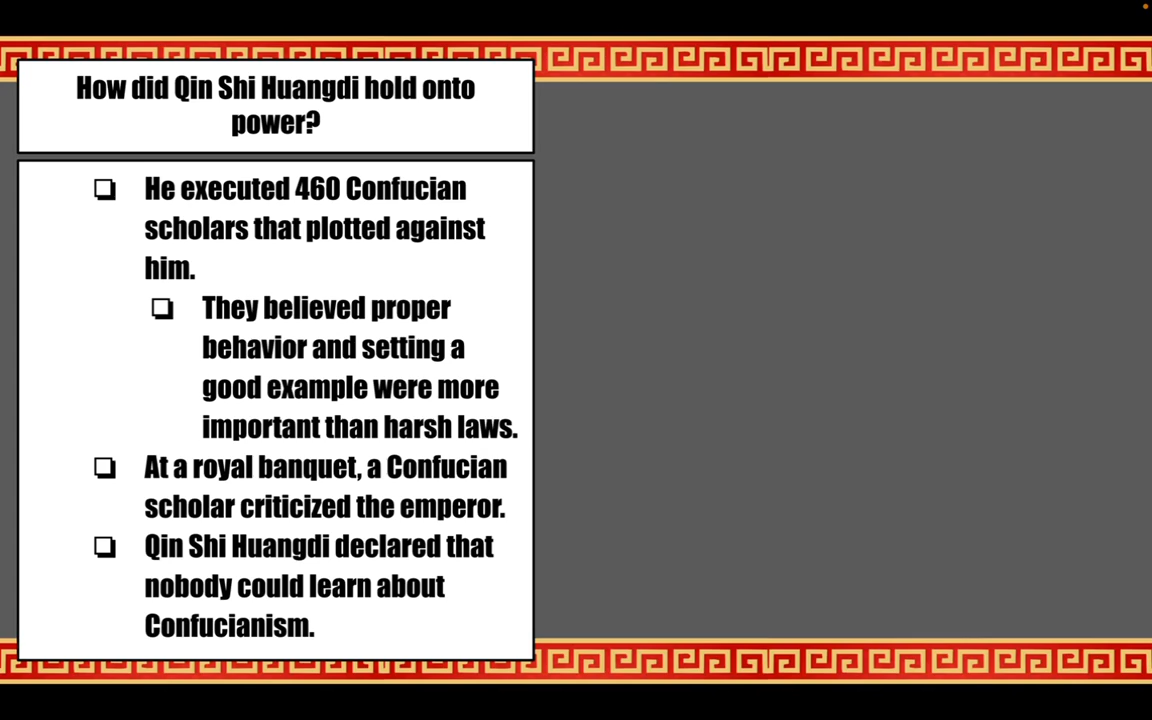 How did Qin Shi Huangdi hold onto
power?
He executed 460 Confucian
scholars that plotted against
him.
They believed proper
behavior and setting a
good example were more
important than harsh laws.
At a royal banquet, a Confucian
scholar criticized the emperor.
Qin Shi Huangdi declared that
nobody could learn about
Confucianism.